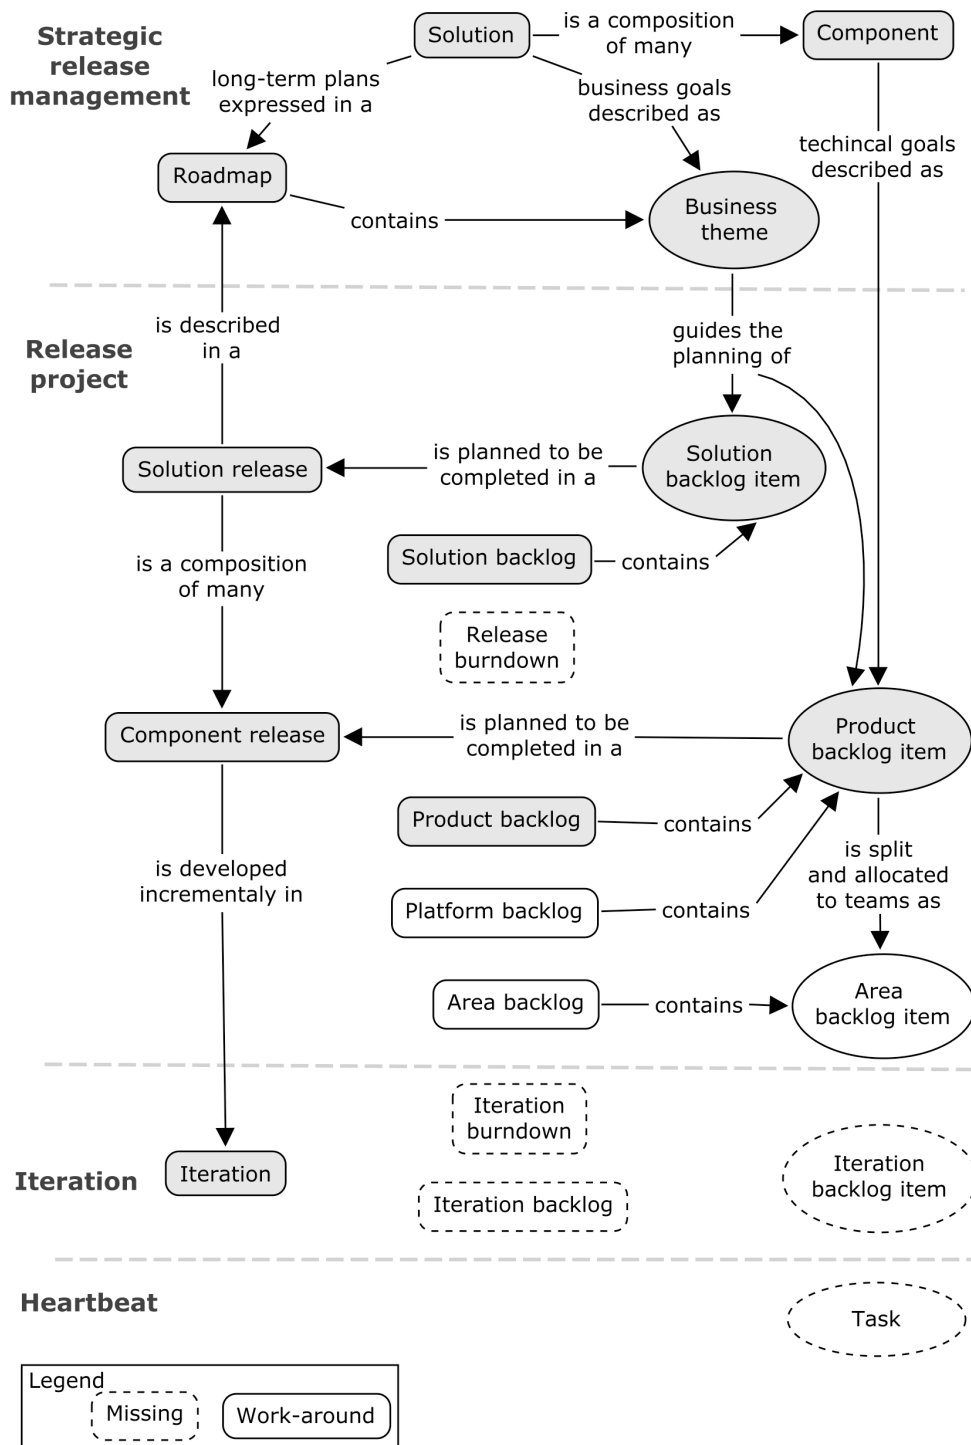 Strategic
release
management
Solution
is a composition
of many
Component
long-term plans
expressed in a
business goals
described as
techincal goals
described as
Roadmap
contains
Business
theme
is described
in a
Release
project
guides the
planning of
Solution release
is planned to be
completed in a
Solution
backlog item
Solution backlog
contains
is a composition
of many
Release
burndown
Component release
is planned to be
completed in a
Product
backlog item
Product backlog
contains
is developed
incrementaly in
is split
and allocated
to teams as
Platform backlog
contains
Area backlog
contains
Area
backlog item
Iteration
burndown
Iteration
Iteration
Iteration backlog
Iteration
backlog item
Heartbeat
Task
Legend
Missing
Work-around